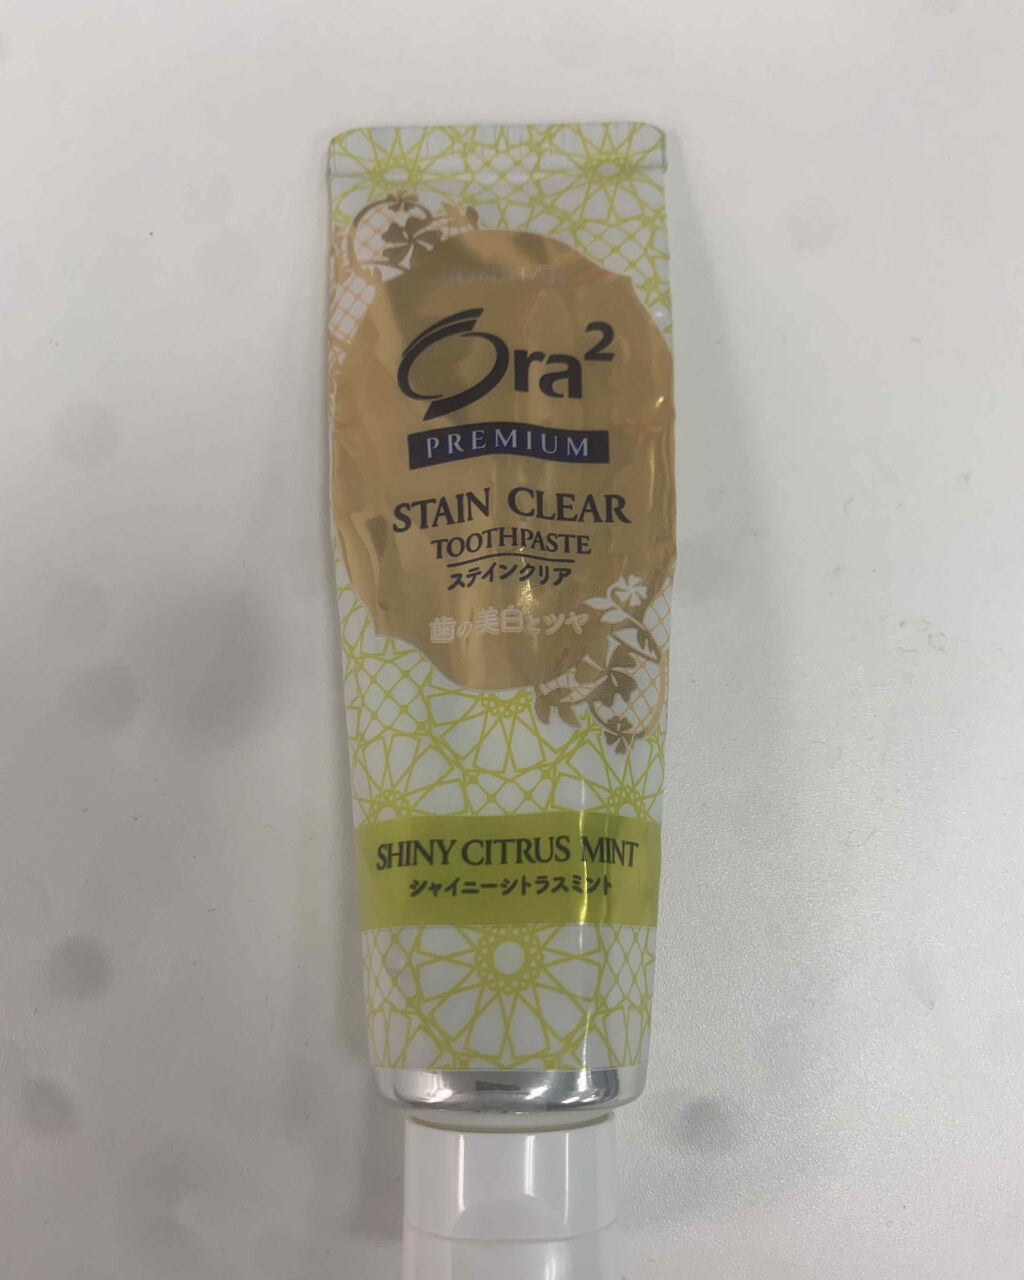 SUNSTAR
Ora²
PREMIUM
STAIN CLEAR
TOOTHPASTE
ステインクリア
歯の美白とツヤ
SHINY CITRUS MINT
シャイニーシトラスミント